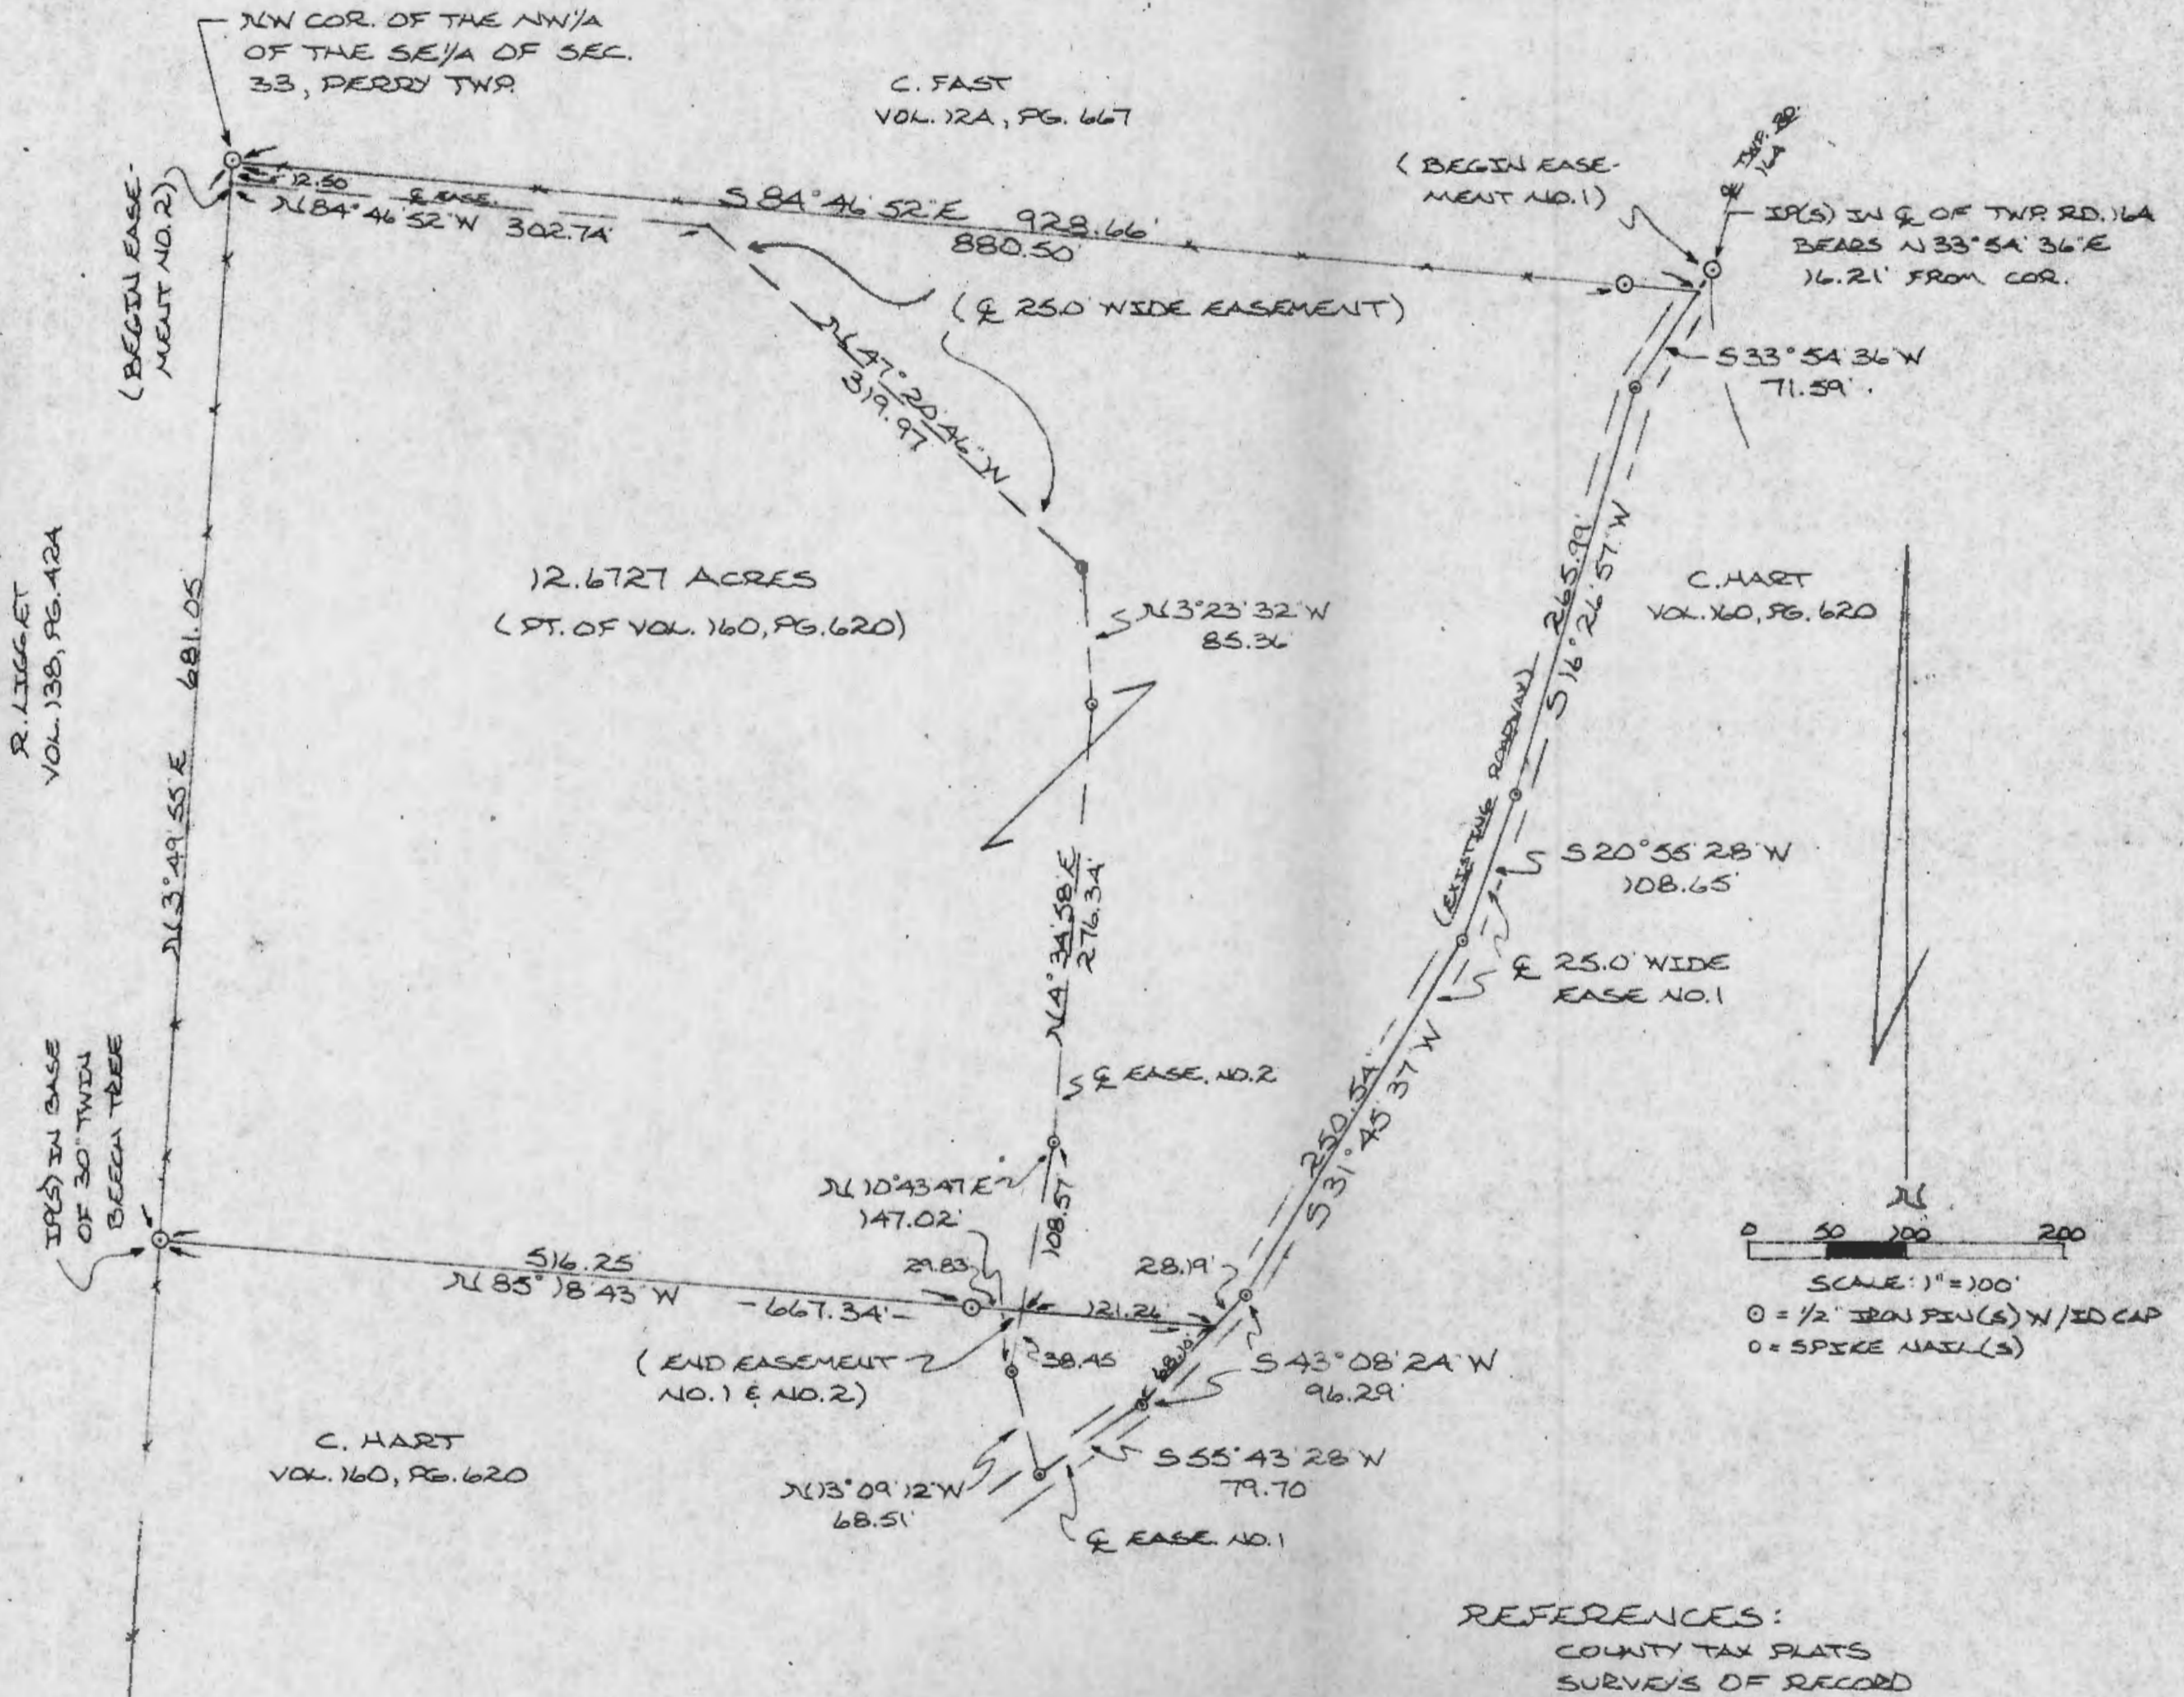 NW COR. OF THE NW 1/4
OF THE SE 1/4 OF SEC.
33, PERRY TWP.
C. FAST
VOL. 124, PG. 667
(BEGIN EASE-
MENT NO.1)
TWP. RD.
164
IP(S) IN ℄ OF TWP. RD. 164
BEARS N 33° 54' 36" E
16.21' FROM COR.
(BEGIN EASE-
MENT NO.2)
12.50
℄ EASE.
N 84° 46' 52" W 302.74'
S 84° 46' 52" E 928.66'
880.50'
(℄ 25.0' WIDE EASEMENT)
S 33° 54' 36" W
71.59'
N 47° 20' 46" W
319.97
R. LIGGET
VOL. 138, PG. 424
N 3° 49' 55" E 681.05'
12.6727 ACRES
(PT. OF VOL. 160, PG. 620)
N 3° 23' 32" W
85.36'
265.99'
S 16° 26' 57" W
C. HART
VOL. 160, PG. 620
(EXISTING ROADWAY)
S 20° 55' 28" W
108.65'
N 4° 34' 58" E
276.34'
℄ 25.0' WIDE
EASE NO.1
IP(S) IN BASE
OF 30" TWIN
BEECH TREE
℄ EASE. NO.2
250.54'
S 31° 45' 37" W
N 10° 43' 47" E
147.02'
108.57'
N
0 50 100 200
SCALE: 1" = 100'
⊙ = 1/2" IRON PIN(S) W/ID CAP
o = SPIKE NAIL(S)
516.25
N 85° 18' 43" W
-667.34'-
29.83
121.26'
28.19'
(END EASEMENT
NO.1 & NO.2)
38.45
68.10'
S 43° 08' 24" W
96.29'
C. HART
VOL. 160, PG. 620
N 13° 09' 12" W
68.51'
S 55° 43' 28" W
79.70'
℄ EASE. NO.1
REFERENCES:
COUNTY TAX PLATS
SURVEYS OF RECORD